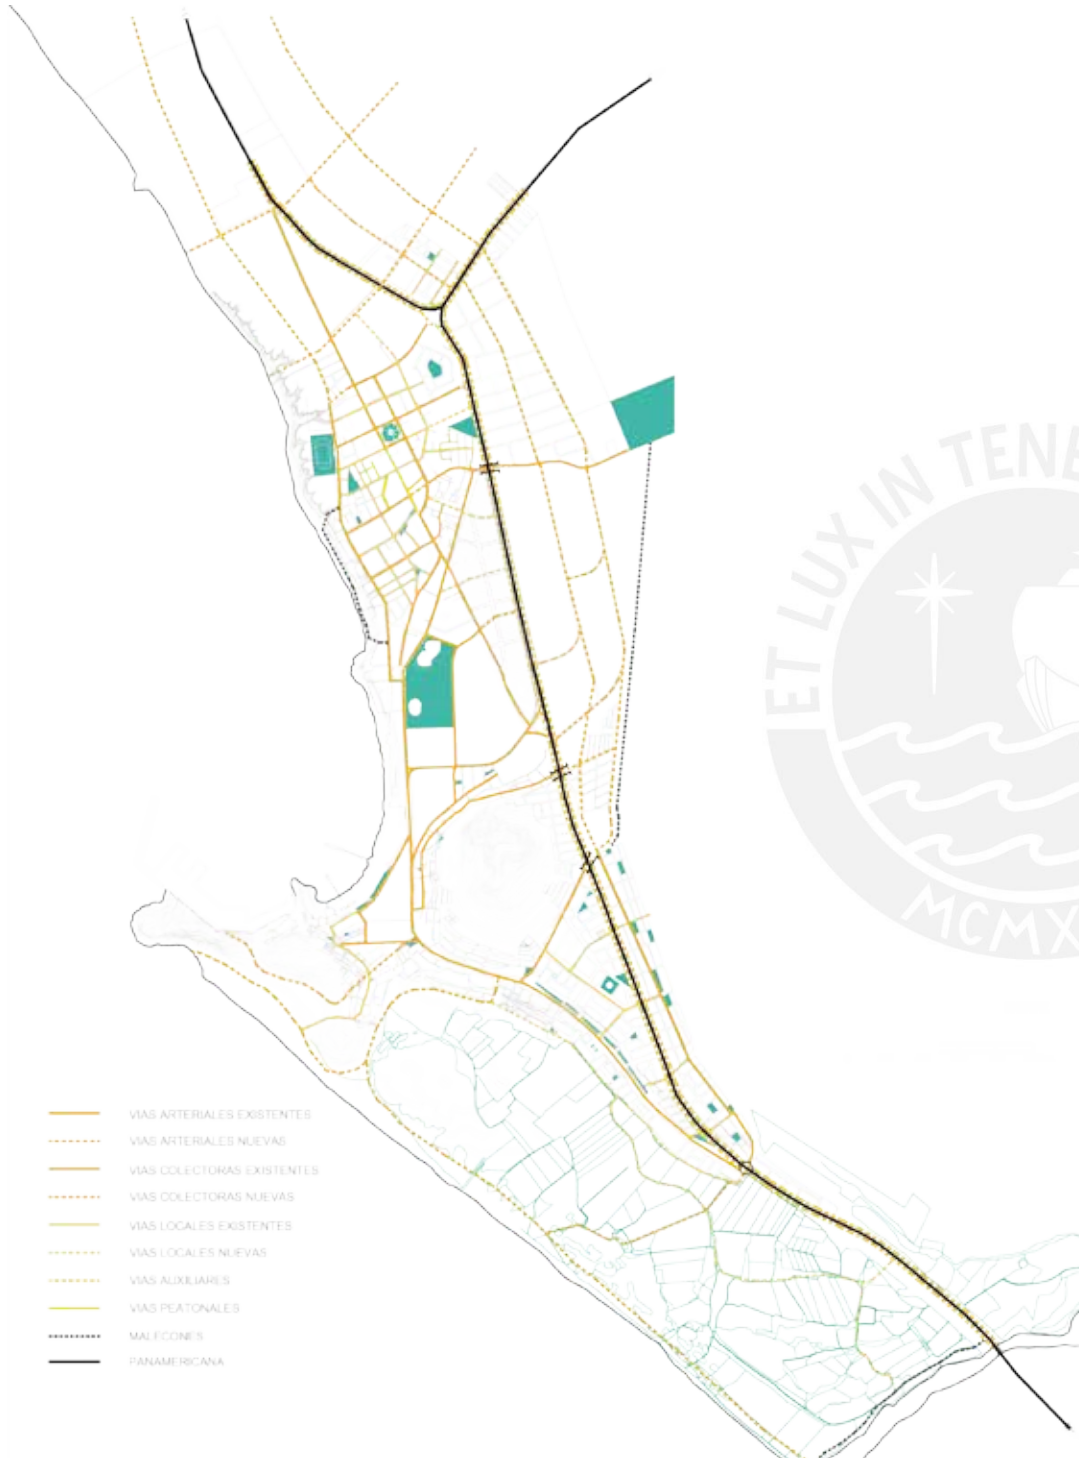 ET LUX IN TENE
MCMX
VIAS ARTERIALES EXISTENTES
VIAS ARTERIALES NUEVAS
VIAS COLECTORAS EXISTENTES
VIAS COLECTORAS NUEVAS
VIAS LOCALES EXISTENTES
VIAS LOCALES NUEVAS
VIAS AUXILIARES
VIAS PEATONALES
MALECONES
PANAMERICANA